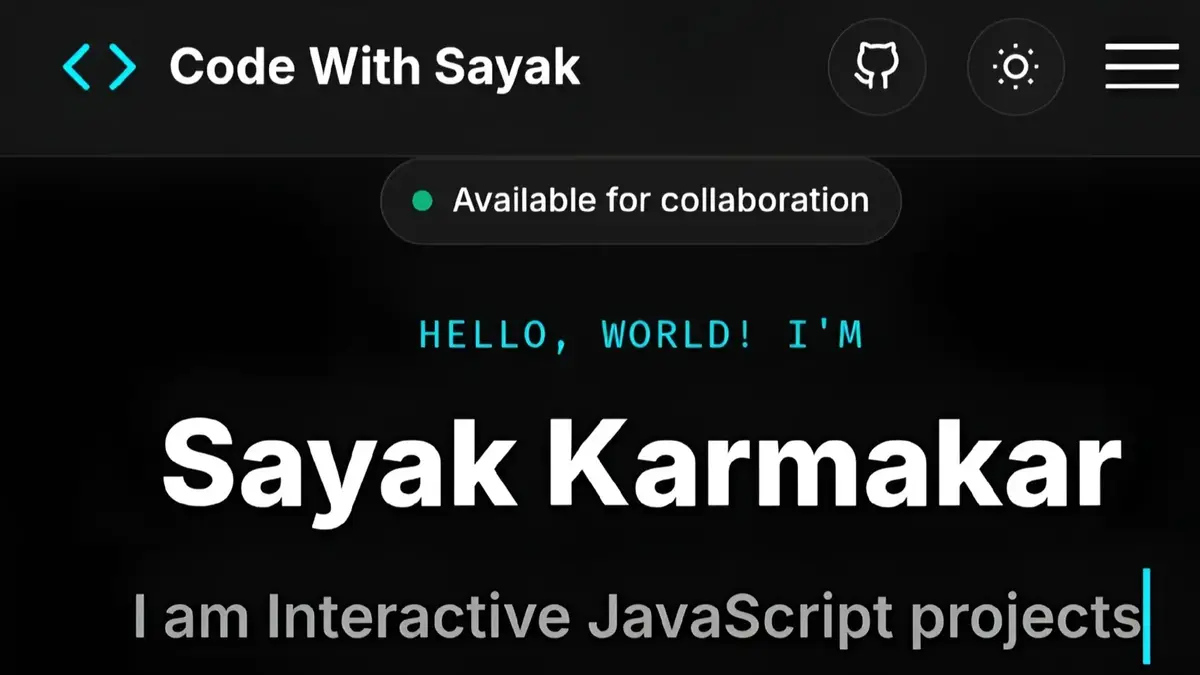 Code With Sayak
Available for collaboration
HELLO, WORLD! I'M
Sayak Karmakar
I am Interactive JavaScript projects